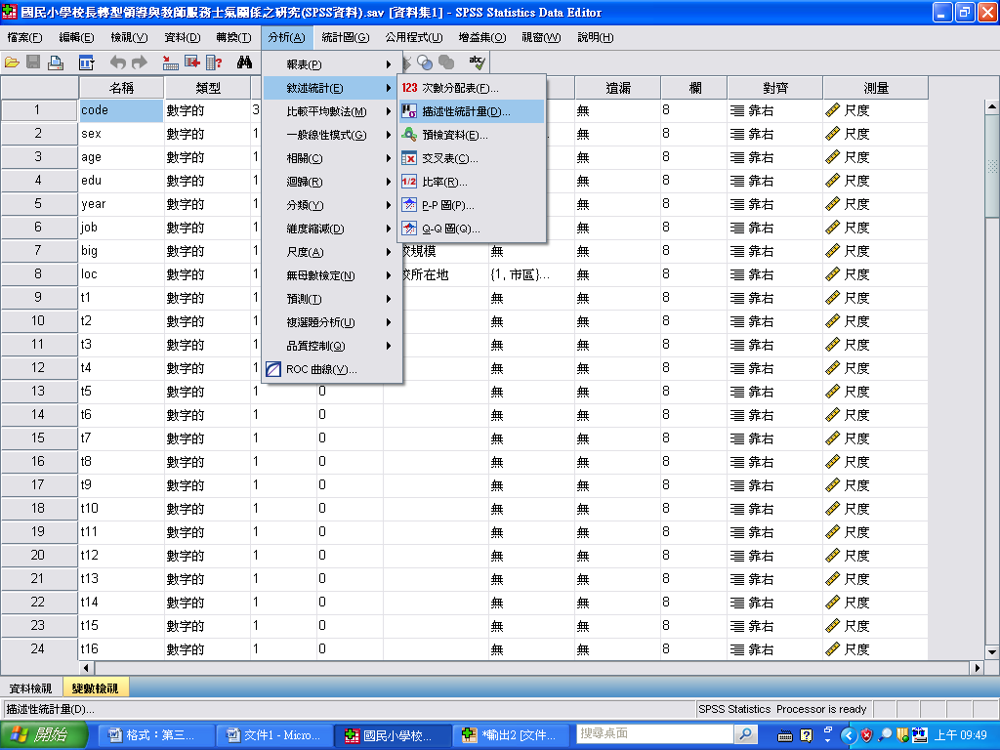 國民小學校長轉型領導與教師服務士氣關係之研究(SPSS資料).sav [資料集1] - SPSS Statistics Data Editor
檔案(F) 編輯(E) 檢視(V) 資料(D) 轉換(T) 分析(A) 統計圖(G) 公用程式(U) 增益集(O) 視窗(W) 說明(H)
報表(P)
敘述統計(E)
比較平均數法(M)
一般線性模式(G)
相關(C)
迴歸(R)
分類(Y)
維度縮減(D)
尺度(A)
無母數檢定(N)
預測(T)
複選題分析(U)
品質控制(Q)
ROC 曲線(V)...
123 次數分配表(F)...
描述性統計量(D)...
預檢資料(E)...
交叉表(C)...
1/2 比率(R)...
P-P 圖(P)...
Q-Q 圖(Q)...
名稱 類型 遺漏 欄 對齊 測量
1 code 數字的 3 無 8 靠右 尺度
2 sex 數字的 1 無 8 靠右 尺度
3 age 數字的 1 無 8 靠右 尺度
4 edu 數字的 1 無 8 靠右 尺度
5 year 數字的 1 無 8 靠右 尺度
6 job 數字的 1 無 8 靠右 尺度
7 big 數字的 1 校規模 無 無 8 靠右 尺度
8 loc 數字的 1 校所在地 {1, 市區}... 無 8 靠右 尺度
9 t1 數字的 1 無 無 8 靠右 尺度
10 t2 數字的 1 無 無 8 靠右 尺度
11 t3 數字的 1 無 無 8 靠右 尺度
12 t4 數字的 1 無 無 8 靠右 尺度
13 t5 數字的 1 0 無 無 8 靠右 尺度
14 t6 數字的 1 0 無 無 8 靠右 尺度
15 t7 數字的 1 0 無 無 8 靠右 尺度
16 t8 數字的 1 0 無 無 8 靠右 尺度
17 t9 數字的 1 0 無 無 8 靠右 尺度
18 t10 數字的 1 0 無 無 8 靠右 尺度
19 t11 數字的 1 0 無 無 8 靠右 尺度
20 t12 數字的 1 0 無 無 8 靠右 尺度
21 t13 數字的 1 0 無 無 8 靠右 尺度
22 t14 數字的 1 0 無 無 8 靠右 尺度
23 t15 數字的 1 0 無 無 8 靠右 尺度
24 t16 數字的 1 0 無 無 8 靠右 尺度
資料檢視 變數檢視
描述性統計量(D)... SPSS Statistics Processor is ready
開始 格式：第三... 文件1 - Micro... 國民小學校... *輸出2 [文件... 搜尋桌面 上午 09:49